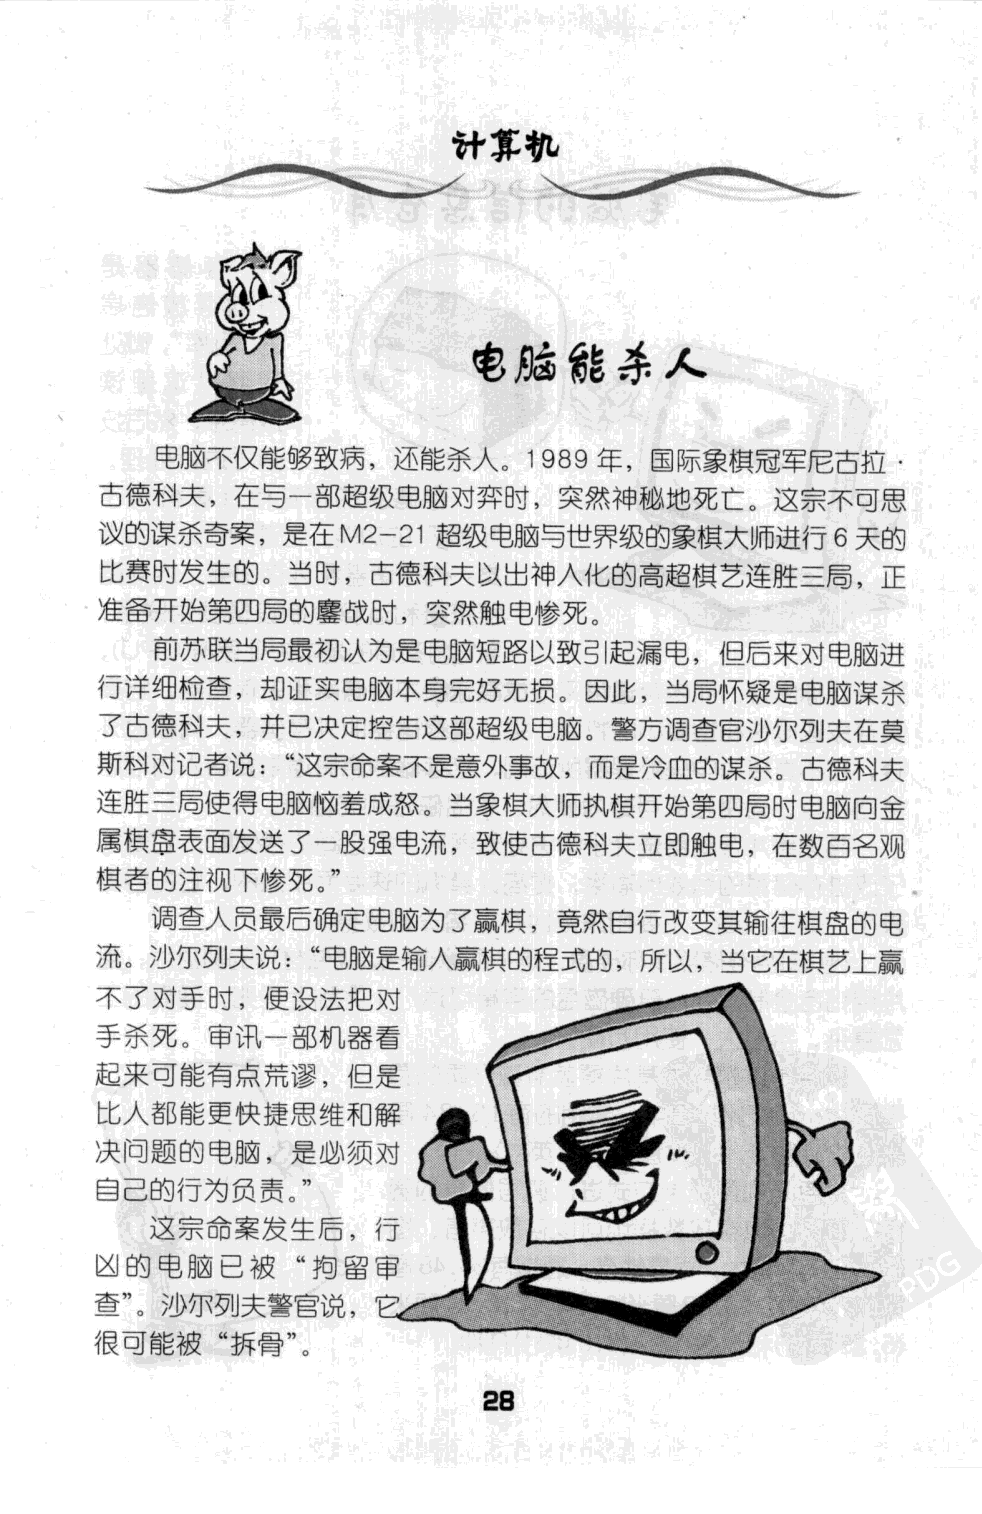 计算机
电脑能杀人
电脑不仅能够致病，还能杀人。1989年，国际象棋冠军尼古拉·
古德科夫，在与一部超级电脑对弈时，突然神秘地死亡。这宗不可思
议的谋杀奇案，是在M2-21超级电脑与世界级的象棋大师进行6天的
比赛时发生的。当时，古德科夫以出神入化的高超棋艺连胜三局，正
准备开始第四局的鏖战时，突然触电惨死。
前苏联当局最初认为是电脑短路以致引起漏电，但后来对电脑进
行详细检查，却证实电脑本身完好无损。因此，当局怀疑是电脑谋杀
了古德科夫，并已决定控告这部超级电脑。警方调查官沙尔列夫在莫
斯科对记者说：“这宗命案不是意外事故，而是冷血的谋杀。古德科夫
连胜三局使得电脑恼羞成怒。当象棋大师执棋开始第四局时电脑向金
属棋盘表面发送了一股强电流，致使古德科夫立即触电，在数百名观
棋者的注视下惨死。”
调查人员最后确定电脑为了赢棋，竟然自行改变其输往棋盘的电
流。沙尔列夫说：“电脑是输入赢棋的程式的，所以，当它在棋艺上赢
不了对手时，便设法把对
手杀死。审讯一部机器看
起来可能有点荒谬，但是
比人都能更快捷思维和解
决问题的电脑，是必须对
自己的行为负责。”
这宗命案发生后，行
凶的电脑已被“拘留审
查”。沙尔列夫警官说，它
很可能被“拆骨”。
PDG
28